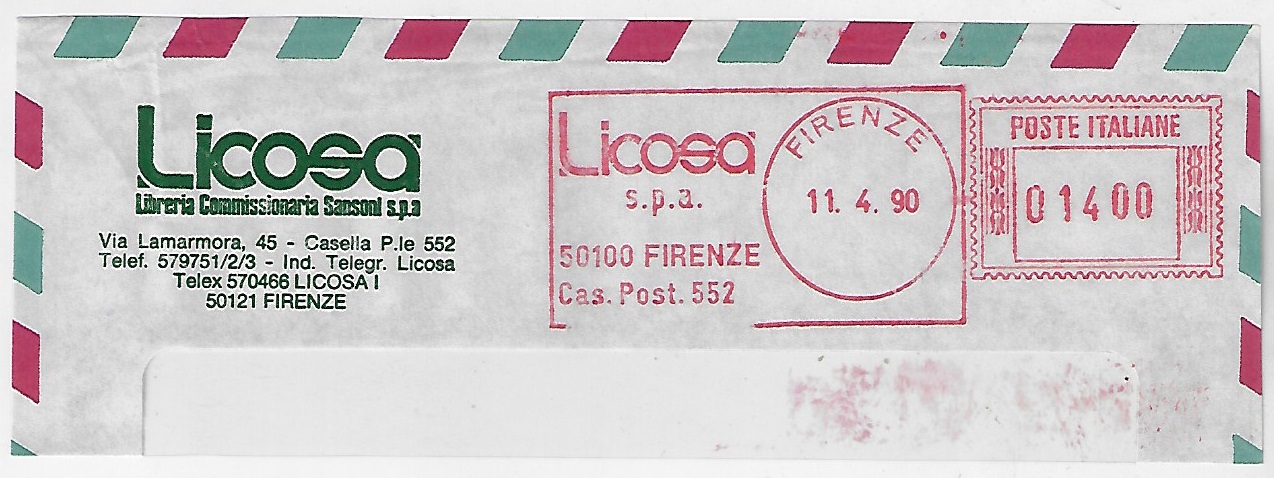 Licosa
Libreria Commissionaria Sansoni s.p.a
Via Lamarmora, 45 - Casella P.le 552
Telef. 579751/2/3 - Ind. Telegr. Licosa
Telex 570466 LICOSA I
50121 FIRENZE
Licosa
s.p.a.
50100 FIRENZE
Cas. Post. 552
FIRENZE
11. 4. 90
POSTE ITALIANE
01400